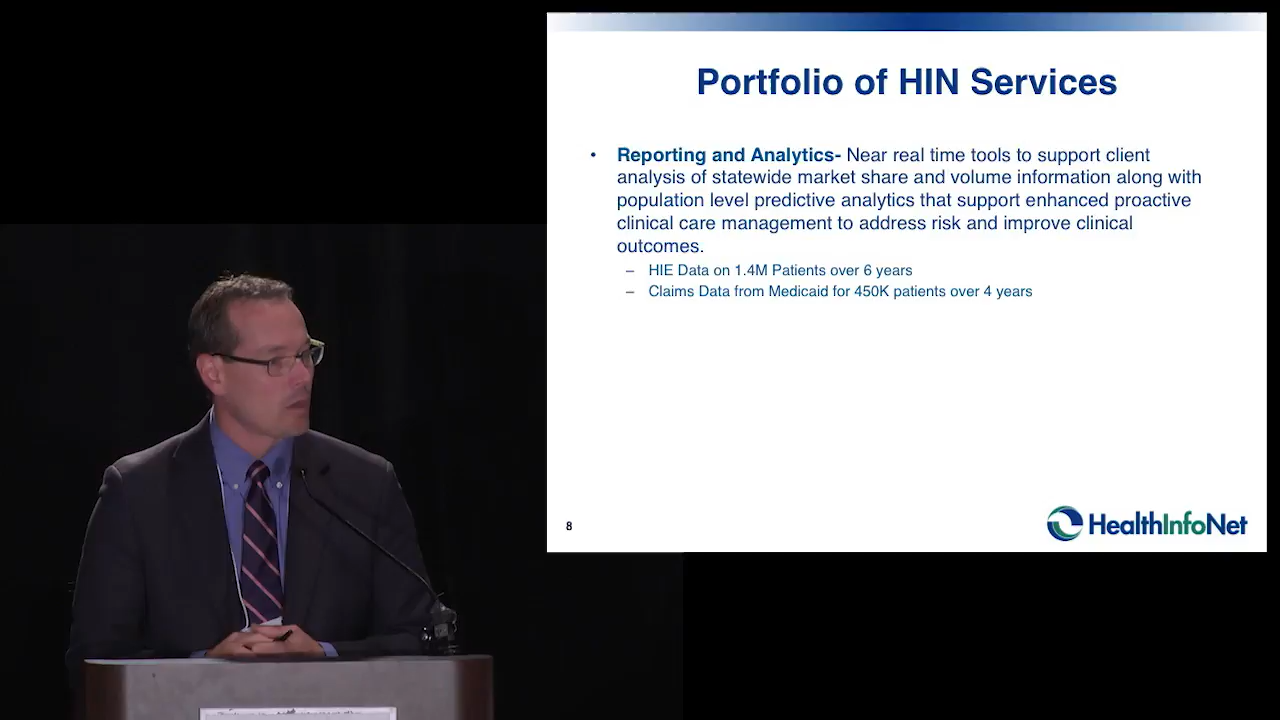 Portfolio of HIN Services
• Reporting and Analytics- Near real time tools to support client
analysis of statewide market share and volume information along with
population level predictive analytics that support enhanced proactive
clinical care management to address risk and improve clinical
outcomes.
– HIE Data on 1.4M Patients over 6 years
– Claims Data from Medicaid for 450K patients over 4 years
8
HealthInfoNet